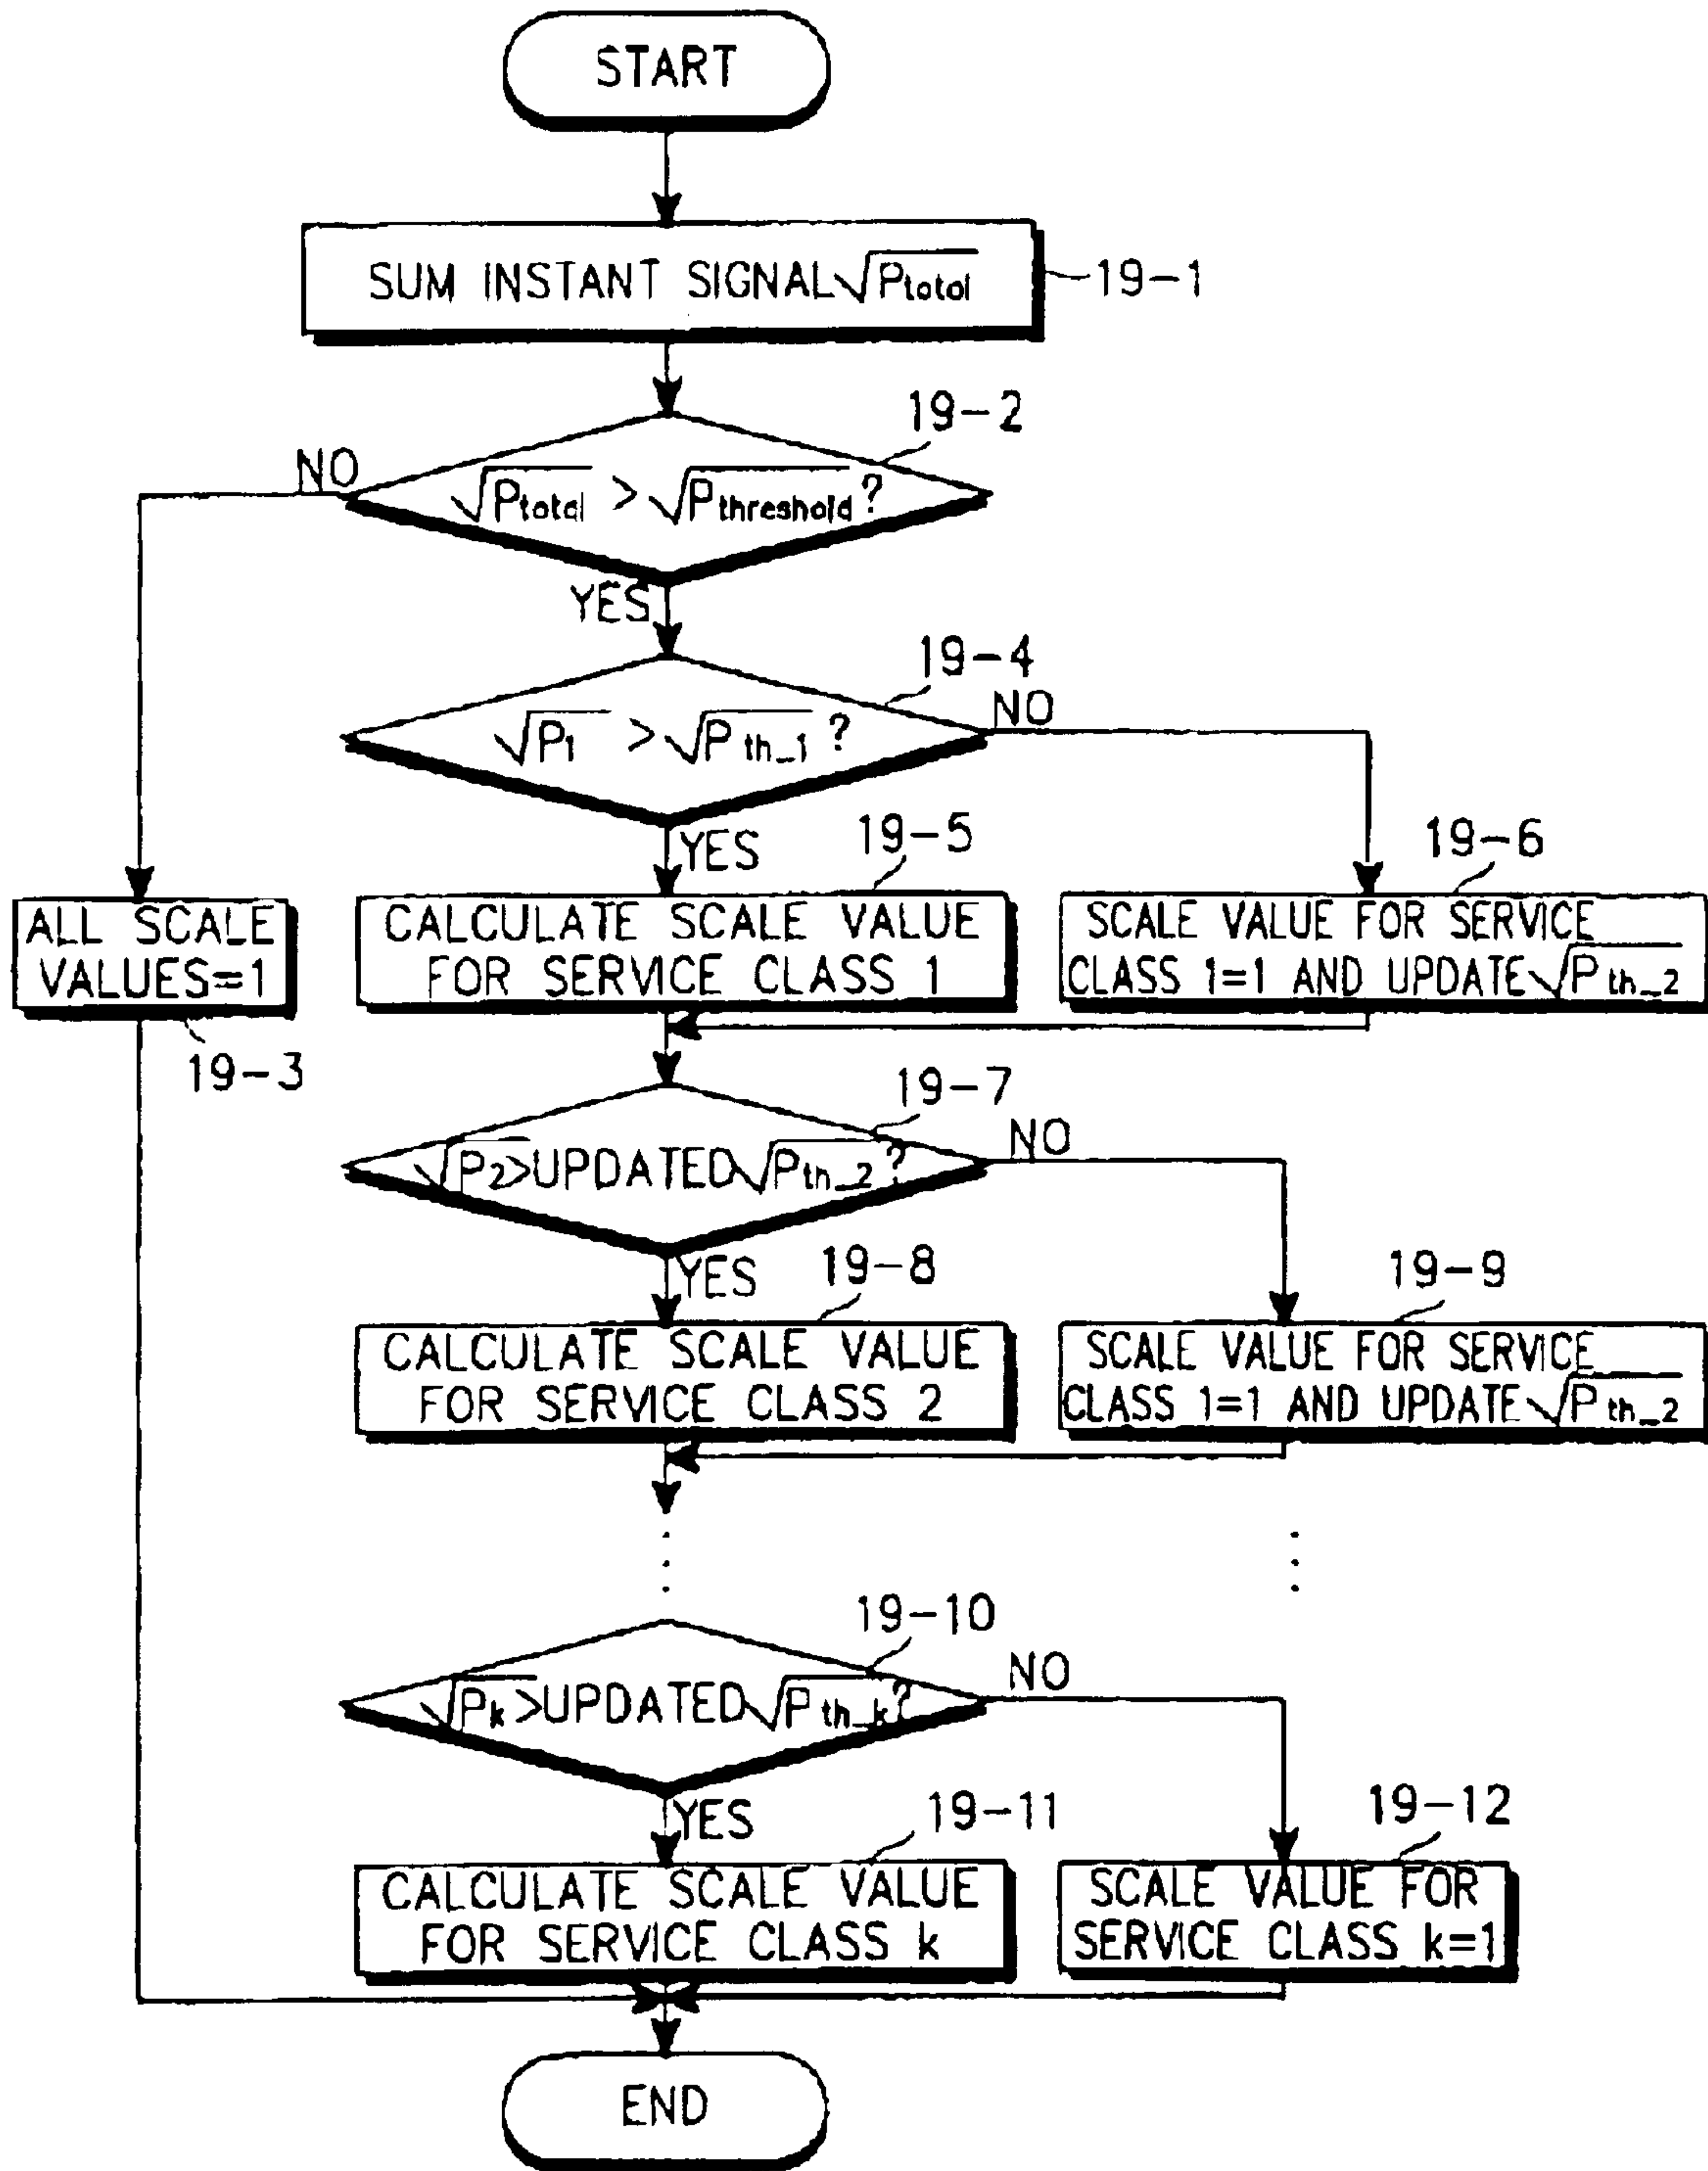 START
SUM INSTANT SIGNAL √Ptotal
19-1
19-2
NO
√Ptotal > √Pthreshold ?
YES
19-4
NO
√P1 > √Pth_1 ?
YES
19-5
19-6
ALL SCALE
VALUES=1
19-3
CALCULATE SCALE VALUE
FOR SERVICE CLASS 1
SCALE VALUE FOR SERVICE
CLASS 1=1 AND UPDATE √Pth_2
19-7
NO
√P2>UPDATED √Pth_2 ?
YES
19-8
19-9
CALCULATE SCALE VALUE
FOR SERVICE CLASS 2
SCALE VALUE FOR SERVICE
CLASS 1=1 AND UPDATE √Pth_2
19-10
NO
√Pk >UPDATED √Pth_k ?
YES
19-11
19-12
CALCULATE SCALE VALUE
FOR SERVICE CLASS k
SCALE VALUE FOR
SERVICE CLASS k=1
END